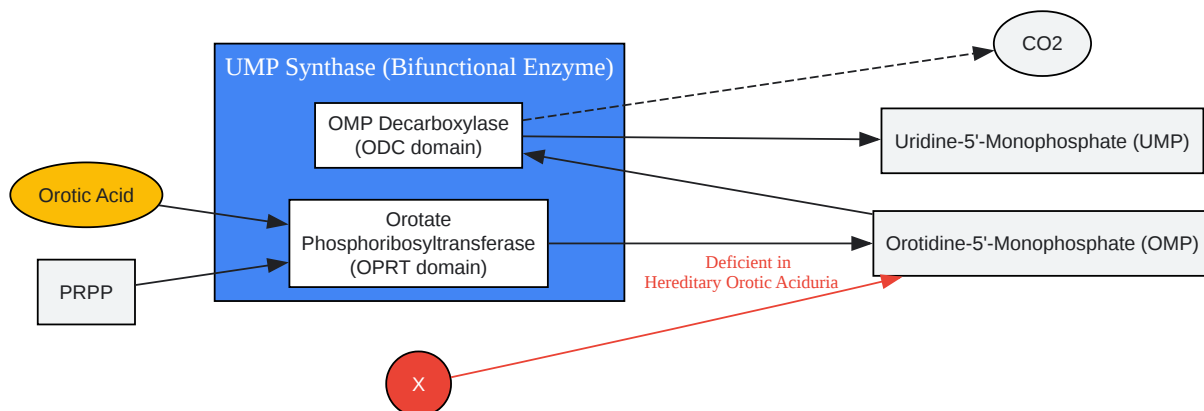 CO2
UMP Synthase (Bifunctional Enzyme)
OMP Decarboxylase
(ODC domain)
Uridine-5'-Monophosphate (UMP)
Orotic Acid
Orotate
Phosphoribosyltransferase
(OPRT domain)
Orotidine-5'-Monophosphate (OMP)
PRPP
Deficient in
Hereditary Orotic Aciduria
X